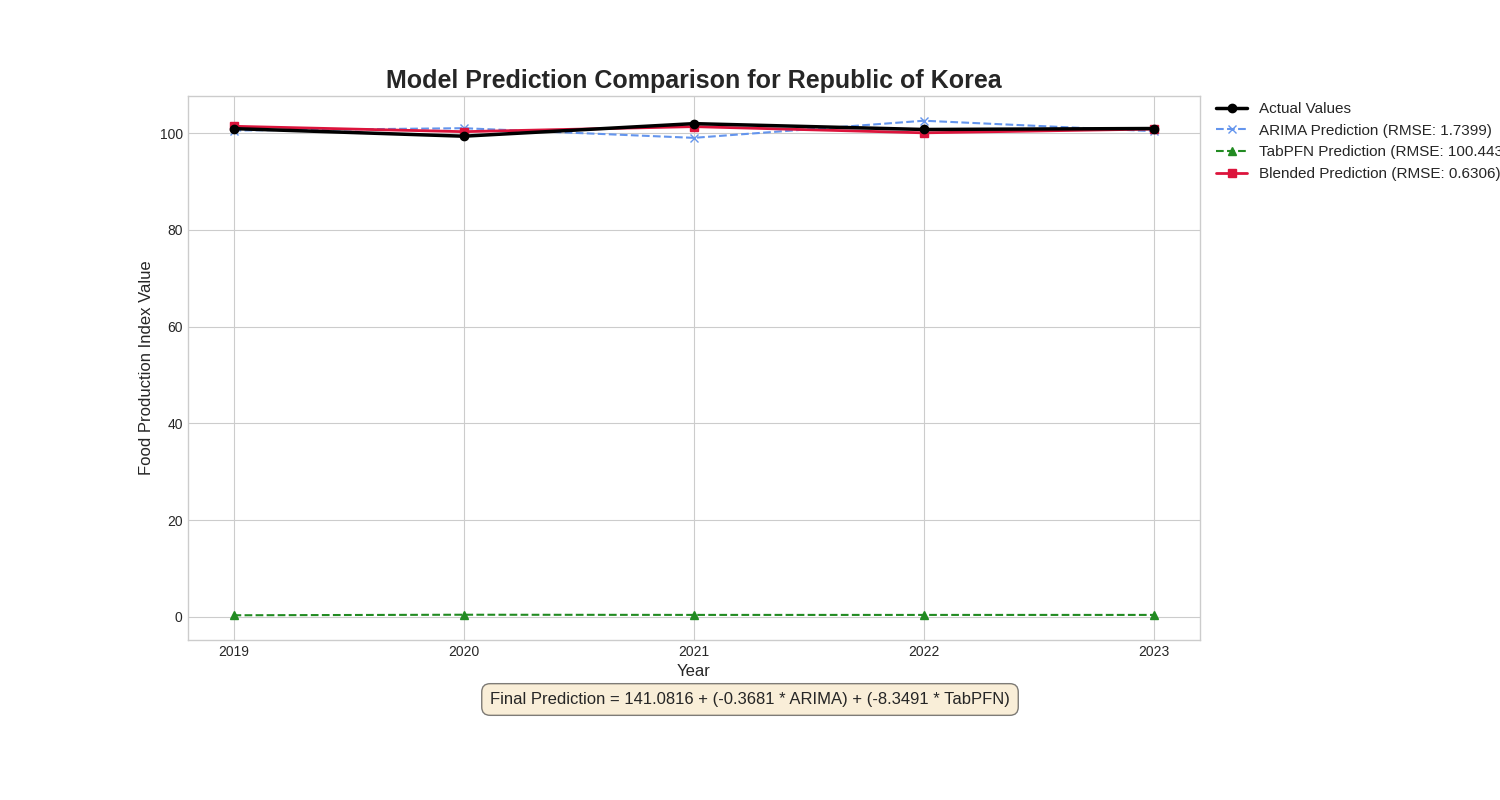 Model Prediction Comparison for Republic of Korea
Actual Values
ARIMA Prediction (RMSE: 1.7399)
TabPFN Prediction (RMSE: 100.443
Blended Prediction (RMSE: 0.6306)
Food Production Index Value
100
80
60
40
20
0
2019 2020 2021 2022 2023
Year
Final Prediction = 141.0816 + (-0.3681 * ARIMA) + (-8.3491 * TabPFN)